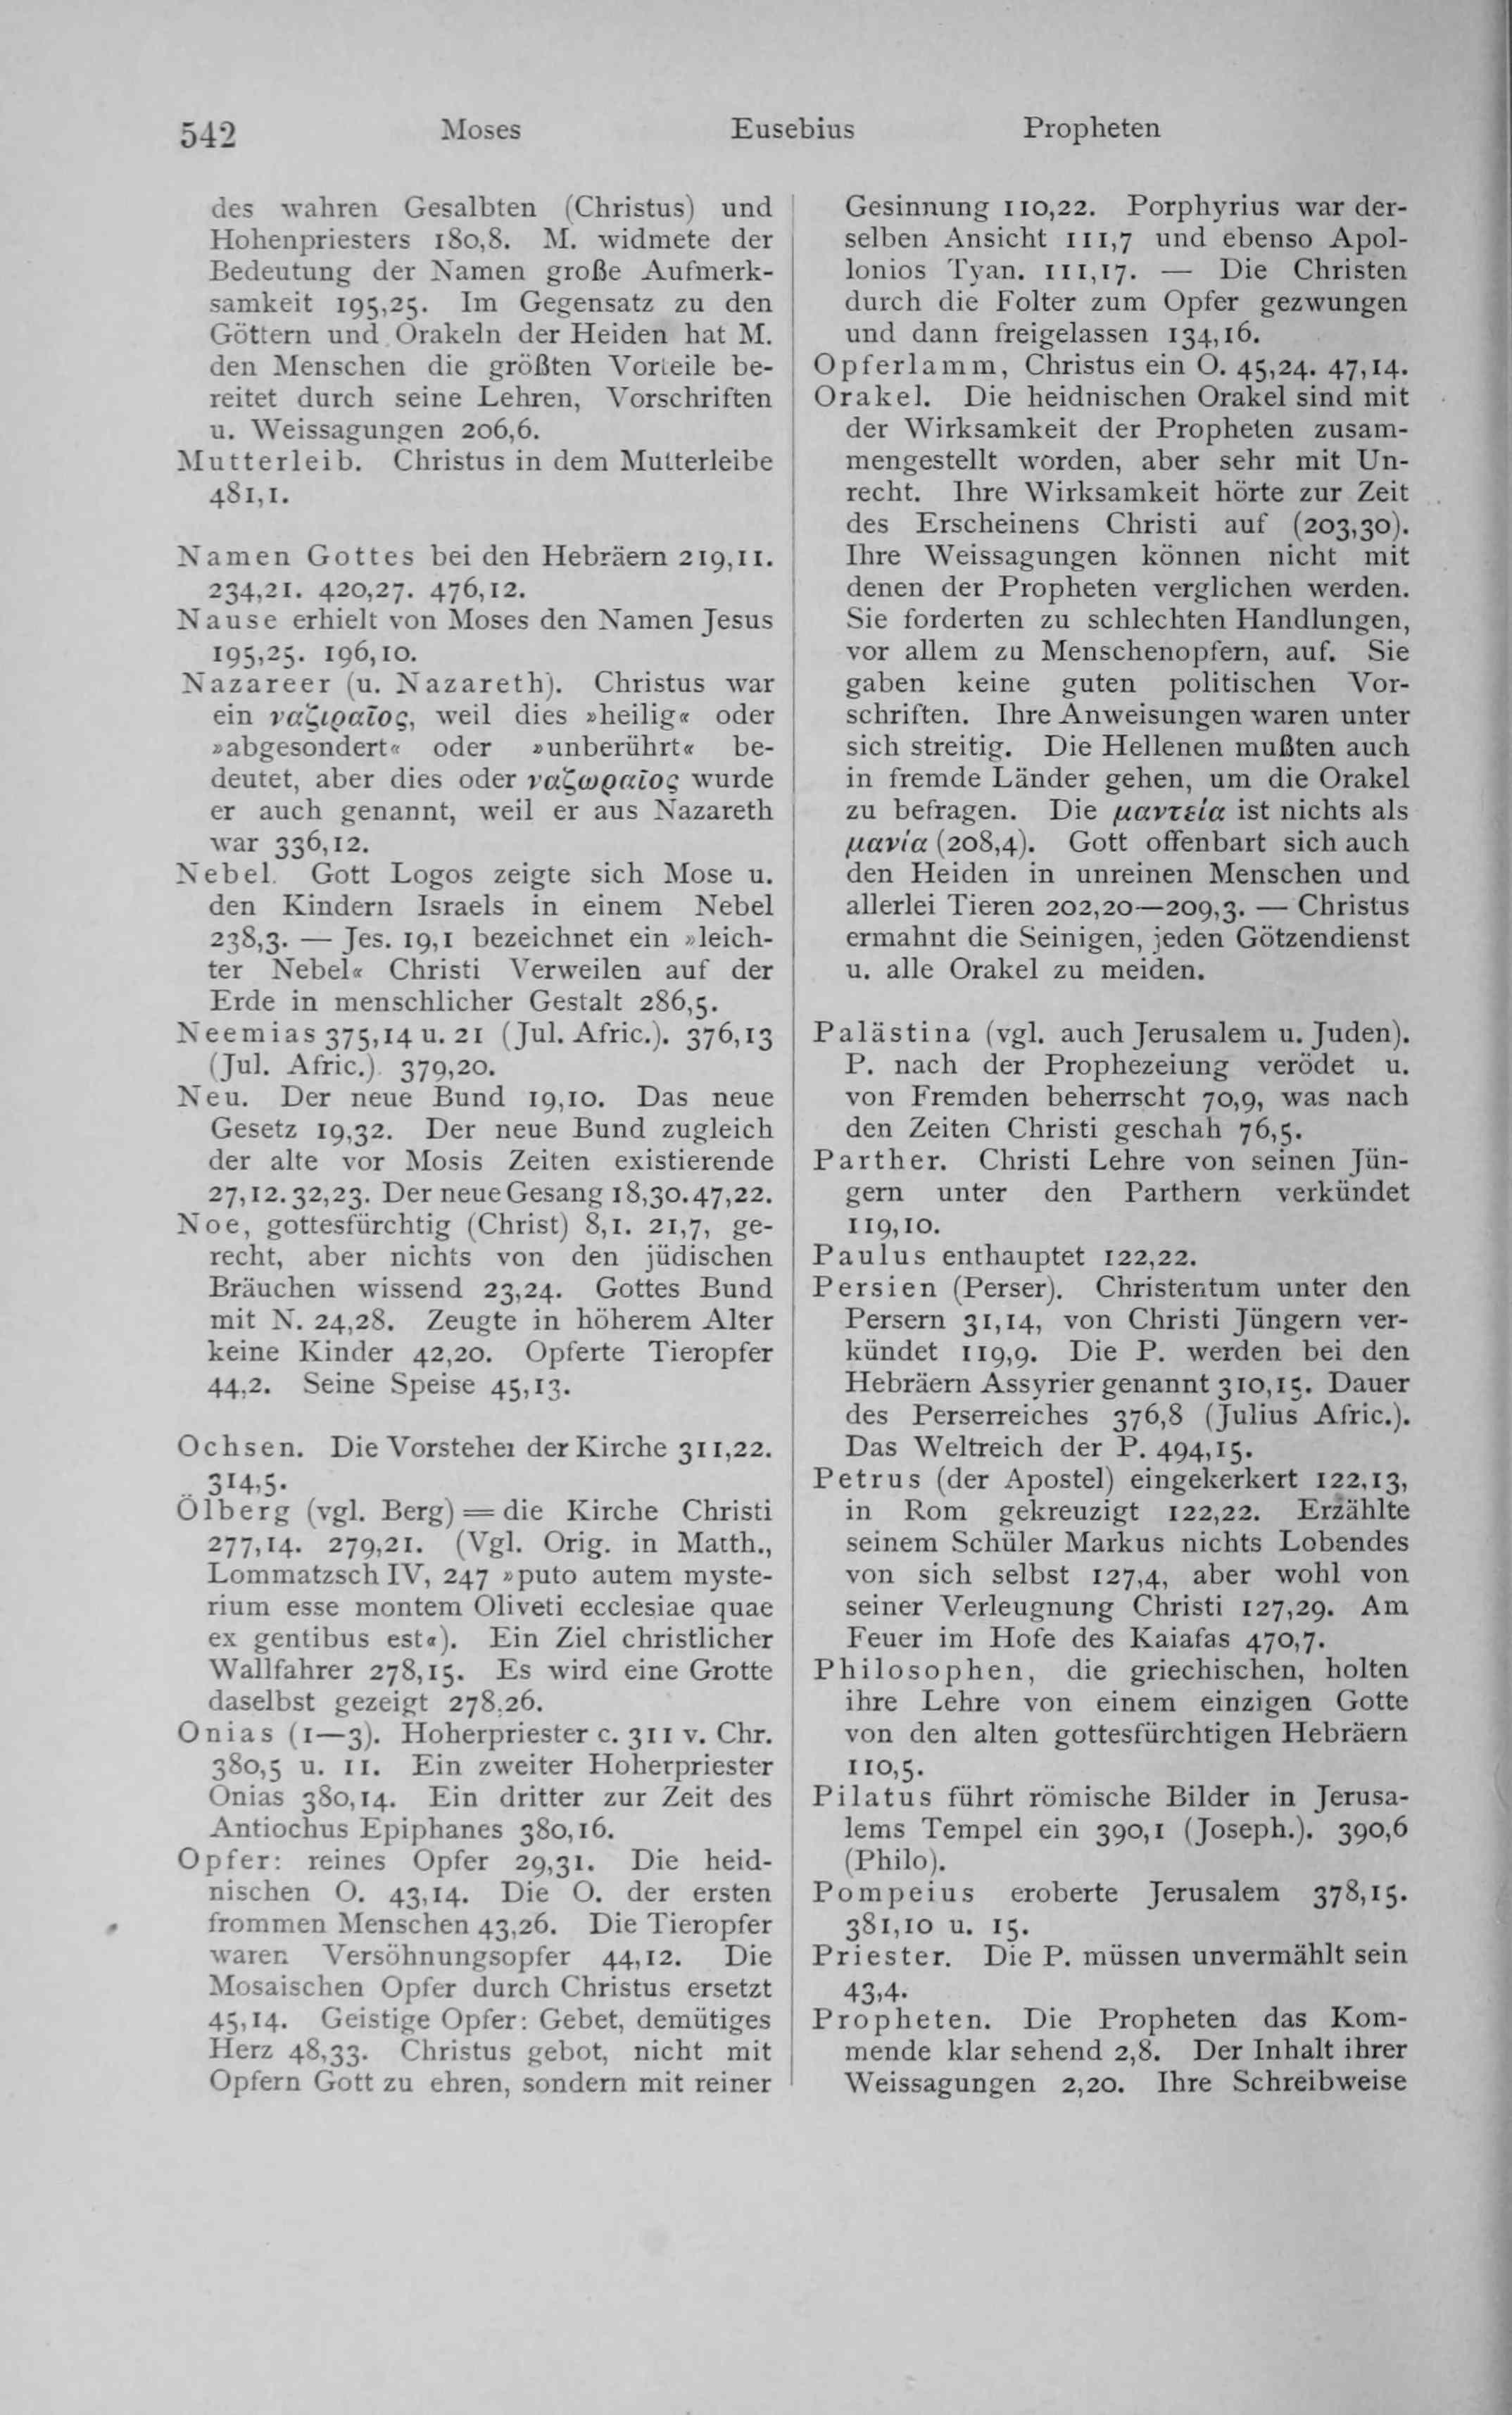 542 Moses Eusebius Propheten
des wahren Gesalbten (Christus) und
Hohenpriesters 180,8. M. widmete der
Bedeutung der Namen große Aufmerk-
samkeit 195,25. Im Gegensatz zu den
Göttern und Orakeln der Heiden hat M.
den Menschen die größten Vorteile be-
reitet durch seine Lehren, Vorschriften
u. Weissagungen 206,6.
Mutterleib. Christus in dem Mutterleibe
481,1.
Namen Gottes bei den Hebräern 219,11.
234,21. 420,27. 476,12.
Nause erhielt von Moses den Namen Jesus
195,25. 196,10.
Nazareer (u. Nazareth). Christus war
ein ναζιραῖος, weil dies »heilig« oder
»abgesondert« oder »unberührt« be-
deutet, aber dies oder ναζωραῖος wurde
er auch genannt, weil er aus Nazareth
war 336,12.
Nebel. Gott Logos zeigte sich Mose u.
den Kindern Israels in einem Nebel
238,3. — Jes. 19,1 bezeichnet ein »leich-
ter Nebel« Christi Verweilen auf der
Erde in menschlicher Gestalt 286,5.
Neemias 375,14 u. 21 (Jul. Afric.). 376,13
(Jul. Afric.). 379,20.
Neu. Der neue Bund 19,10. Das neue
Gesetz 19,32. Der neue Bund zugleich
der alte vor Mosis Zeiten existierende
27,12. 32,23. Der neue Gesang 18,30. 47,22.
Noe, gottesfürchtig (Christ) 8,1. 21,7, ge-
recht, aber nichts von den jüdischen
Bräuchen wissend 23,24. Gottes Bund
mit N. 24,28. Zeugte in höherem Alter
keine Kinder 42,20. Opferte Tieropfer
44,2. Seine Speise 45,13.
Ochsen. Die Vorsteher der Kirche 311,22.
314,5.
Ölberg (vgl. Berg) = die Kirche Christi
277,14. 279,21. (Vgl. Orig. in Matth.,
Lommatzsch IV, 247 »puto autem myste-
rium esse montem Oliveti ecclesiae quae
ex gentibus est«). Ein Ziel christlicher
Wallfahrer 278,15. Es wird eine Grotte
daselbst gezeigt 278,26.
Onias (1—3). Hoherpriester c. 311 v. Chr.
380,5 u. 11. Ein zweiter Hoherpriester
Onias 380,14. Ein dritter zur Zeit des
Antiochus Epiphanes 380,16.
Opfer: reines Opfer 29,31. Die heid-
nischen O. 43,14. Die O. der ersten
frommen Menschen 43,26. Die Tieropfer
waren Versöhnungsopfer 44,12. Die
Mosaischen Opfer durch Christus ersetzt
45,14. Geistige Opfer: Gebet, demütiges
Herz 48,33. Christus gebot, nicht mit
Opfern Gott zu ehren, sondern mit reiner
Gesinnung 110,22. Porphyrius war der-
selben Ansicht 111,7 und ebenso Apol-
lonios Tyan. 111,17. — Die Christen
durch die Folter zum Opfer gezwungen
und dann freigelassen 134,16.
Opferlamm, Christus ein O. 45,24. 47,14.
Orakel. Die heidnischen Orakel sind mit
der Wirksamkeit der Propheten zusam-
mengestellt worden, aber sehr mit Un-
recht. Ihre Wirksamkeit hörte zur Zeit
des Erscheinens Christi auf (203,30).
Ihre Weissagungen können nicht mit
denen der Propheten verglichen werden.
Sie forderten zu schlechten Handlungen,
vor allem zu Menschenopfern, auf. Sie
gaben keine guten politischen Vor-
schriften. Ihre Anweisungen waren unter
sich streitig. Die Hellenen mußten auch
in fremde Länder gehen, um die Orakel
zu befragen. Die μαντεία ist nichts als
μανία (208,4). Gott offenbart sich auch
den Heiden in unreinen Menschen und
allerlei Tieren 202,20—209,3. — Christus
ermahnt die Seinigen, jeden Götzendienst
u. alle Orakel zu meiden.
Palästina (vgl. auch Jerusalem u. Juden).
P. nach der Prophezeiung verödet u.
von Fremden beherrscht 70,9, was nach
den Zeiten Christi geschah 76,5.
Parther. Christi Lehre von seinen Jün-
gern unter den Parthern verkündet
119,10.
Paulus enthauptet 122,22.
Persien (Perser). Christentum unter den
Persern 31,14, von Christi Jüngern ver-
kündet 119,9. Die P. werden bei den
Hebräern Assyrier genannt 310,15. Dauer
des Perserreiches 376,8 (Julius Afric.).
Das Weltreich der P. 494,15.
Petrus (der Apostel) eingekerkert 122,13,
in Rom gekreuzigt 122,22. Erzählte
seinem Schüler Markus nichts Lobendes
von sich selbst 127,4, aber wohl von
seiner Verleugnung Christi 127,29. Am
Feuer im Hofe des Kaiafas 470,7.
Philosophen, die griechischen, holten
ihre Lehre von einem einzigen Gotte
von den alten gottesfürchtigen Hebräern
110,5.
Pilatus führt römische Bilder in Jerusa-
lems Tempel ein 390,1 (Joseph.). 390,6
(Philo).
Pompeius eroberte Jerusalem 378,15.
381,10 u. 15.
Priester. Die P. müssen unvermählt sein
43,4.
Propheten. Die Propheten das Kom-
mende klar sehend 2,8. Der Inhalt ihrer
Weissagungen 2,20. Ihre Schreibweise